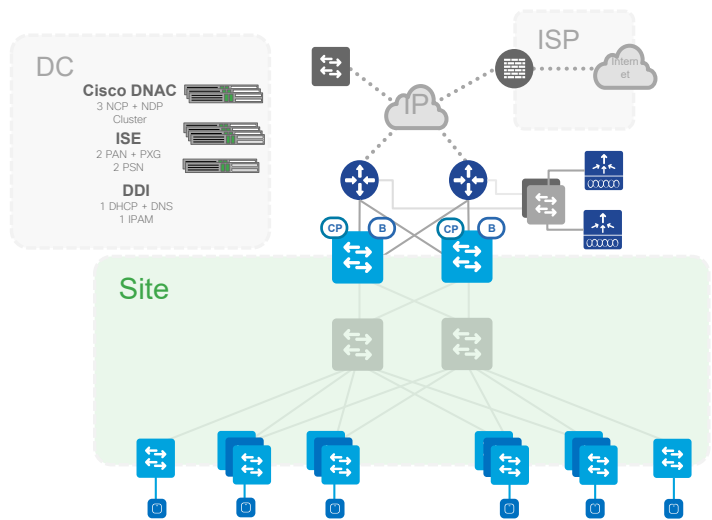 DC
Cisco DNAC
3 NCP + NDP
Cluster
ISE
2 PAN + PXG
2 PSN
DDI
1 DHCP + DNS
1 IPAM
ISP
Intern
et
IP
CP
B
CP
B
Site